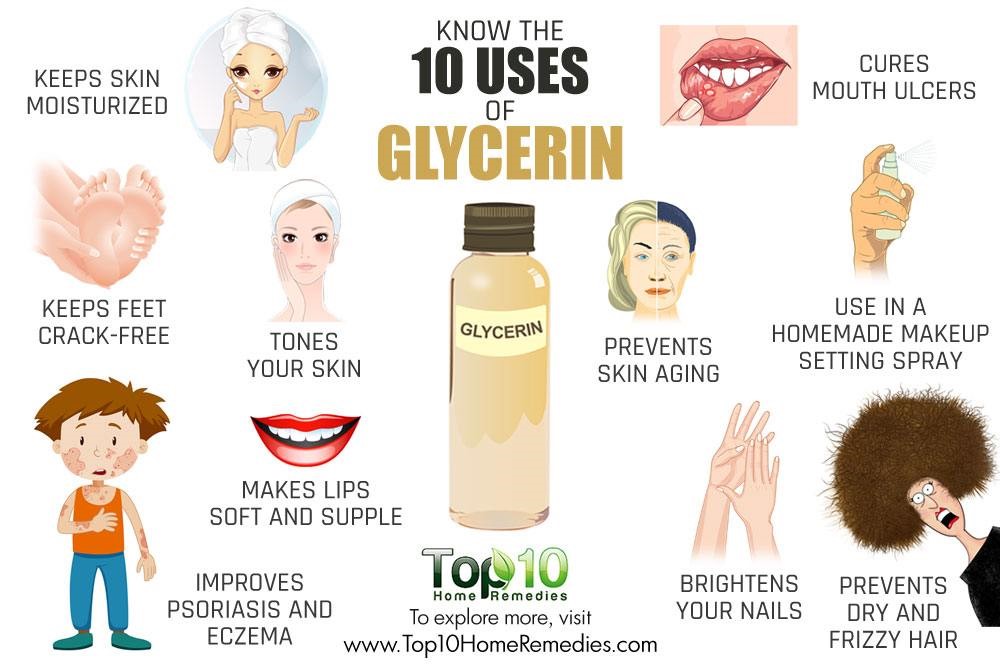 KNOW THE
10 USES
OF
GLYCERIN
KEEPS SKIN
MOISTURIZED
CURES
MOUTH ULCERS
KEEPS FEET
CRACK-FREE
TONES
YOUR SKIN
GLYCERIN
PREVENTS
SKIN AGING
USE IN A
HOMEMADE MAKEUP
SETTING SPRAY
MAKES LIPS
SOFT AND SUPPLE
IMPROVES
PSORIASIS AND
ECZEMA
BRIGHTENS
YOUR NAILS
PREVENTS
DRY AND
FRIZZY HAIR
Top10
Home Remedies
To explore more, visit
www.Top10HomeRemedies.com